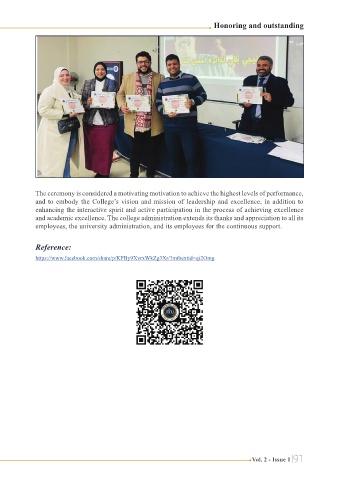 Honoring and outstanding
The ceremony is considered a motivating motivation to achieve the highest levels of performance,
and to embody the College's vision and mission of leadership and excellence, in addition to
enhancing the interactive spirit and active participation in the process of achieving excellence
and academic excellence. The college administration extends its thanks and appreciation to all its
employees, the university administration, and its employees for the continuous support.
Reference:
Vol. 2 - Issue 1 |91